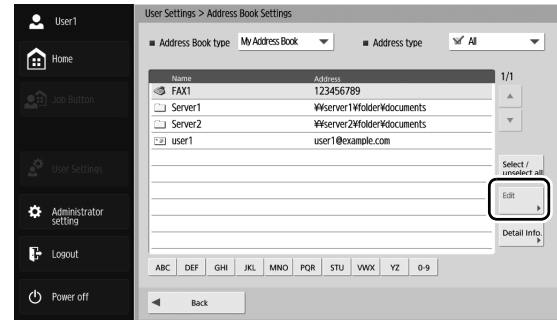 User1
Home
Job Button
User Settings
Administrator
setting
Logout
Power off
User Settings > Address Book Settings
Address Book type My Address Book Address type All
Name Address 1/1
FAX1 123456789
Server1 ¥¥server1¥folder¥documents
Server2 ¥¥server2¥folder¥documents
user1 user1@example.com
Select /
unselect all
Edit
Detail Info.
ABC DEF GHI JKL MNO PQR STU VWX YZ 0-9
Back